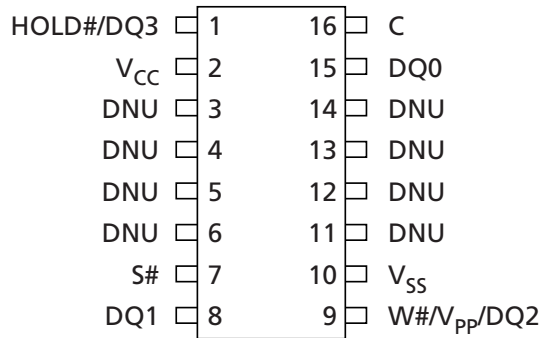 HOLD#/DQ3 1 16 C
VCC 2 15 DQ0
DNU 3 14 DNU
DNU 4 13 DNU
DNU 5 12 DNU
DNU 6 11 DNU
S# 7 10 VSS
DQ1 8 9 W#/VPP/DQ2